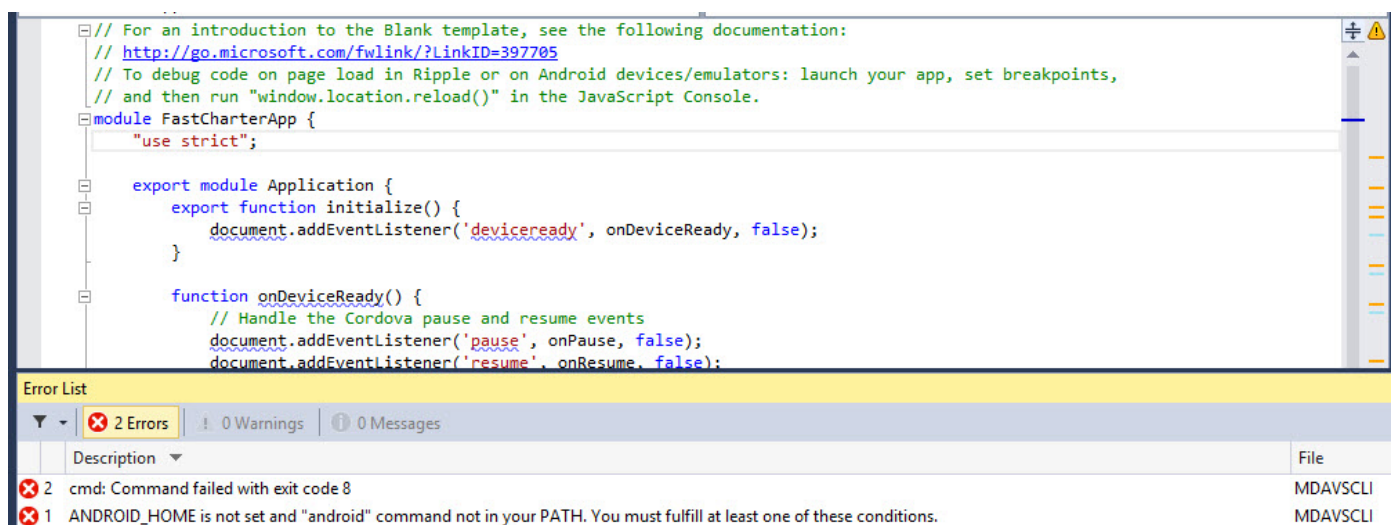 // For an introduction to the Blank template, see the following documentation:
// http://go.microsoft.com/fwlink/?LinkID=397705
// To debug code on page load in Ripple or on Android devices/emulators: launch your app, set breakpoints,
// and then run "window.location.reload()" in the JavaScript Console.
module FastCharterApp {
"use strict";
export module Application {
export function initialize() {
document.addEventListener('deviceready', onDeviceReady, false);
}
function onDeviceReady() {
// Handle the Cordova pause and resume events
document.addEventListener('pause', onPause, false);
document.addEventListener('resume', onResume, false);
Error List
2 Errors 0 Warnings 0 Messages
Description File
2 cmd: Command failed with exit code 8 MDAVSCLI
1 ANDROID_HOME is not set and "android" command not in your PATH. You must fulfill at least one of these conditions. MDAVSCLI